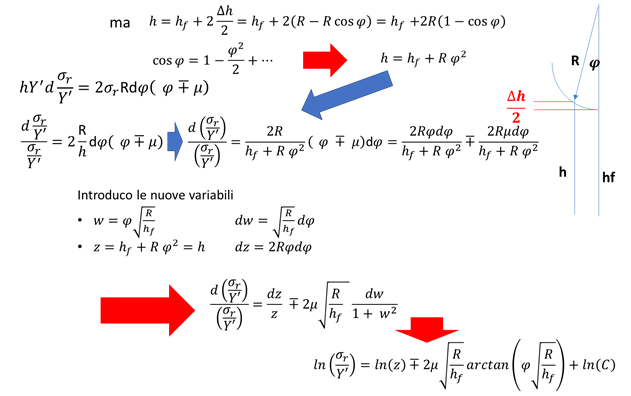 ma h = h_f + 2 Δh/2 = h_f + 2(R − R cos φ) = h_f +2R(1 − cos φ)
cos φ = 1 − φ²/2 + ⋯ h = h_f + R φ²
hY′d σ_r/Y′ = 2σ_r Rdφ( φ ∓ μ)
(d σ_r/Y′)/(σ_r/Y′) = 2 R/h dφ( φ ∓ μ) d(σ_r/Y′)/(σ_r/Y′) = 2R/(h_f + R φ²) ( φ ∓ μ)dφ = 2Rφdφ/(h_f + R φ²) ∓ 2Rμdφ/(h_f + R φ²)
Introduco le nuove variabili
• w = φ√(R/h_f) dw = √(R/h_f) dφ
• z = h_f + R φ² = h dz = 2Rφdφ
d(σ_r/Y′)/(σ_r/Y′) = dz/z ∓ 2μ√(R/h_f) dw/(1 + w²)
ln(σ_r/Y′) = ln(z) ∓ 2μ√(R/h_f) arctan(φ√(R/h_f)) + ln(C)
R φ
Δh/2
h hf